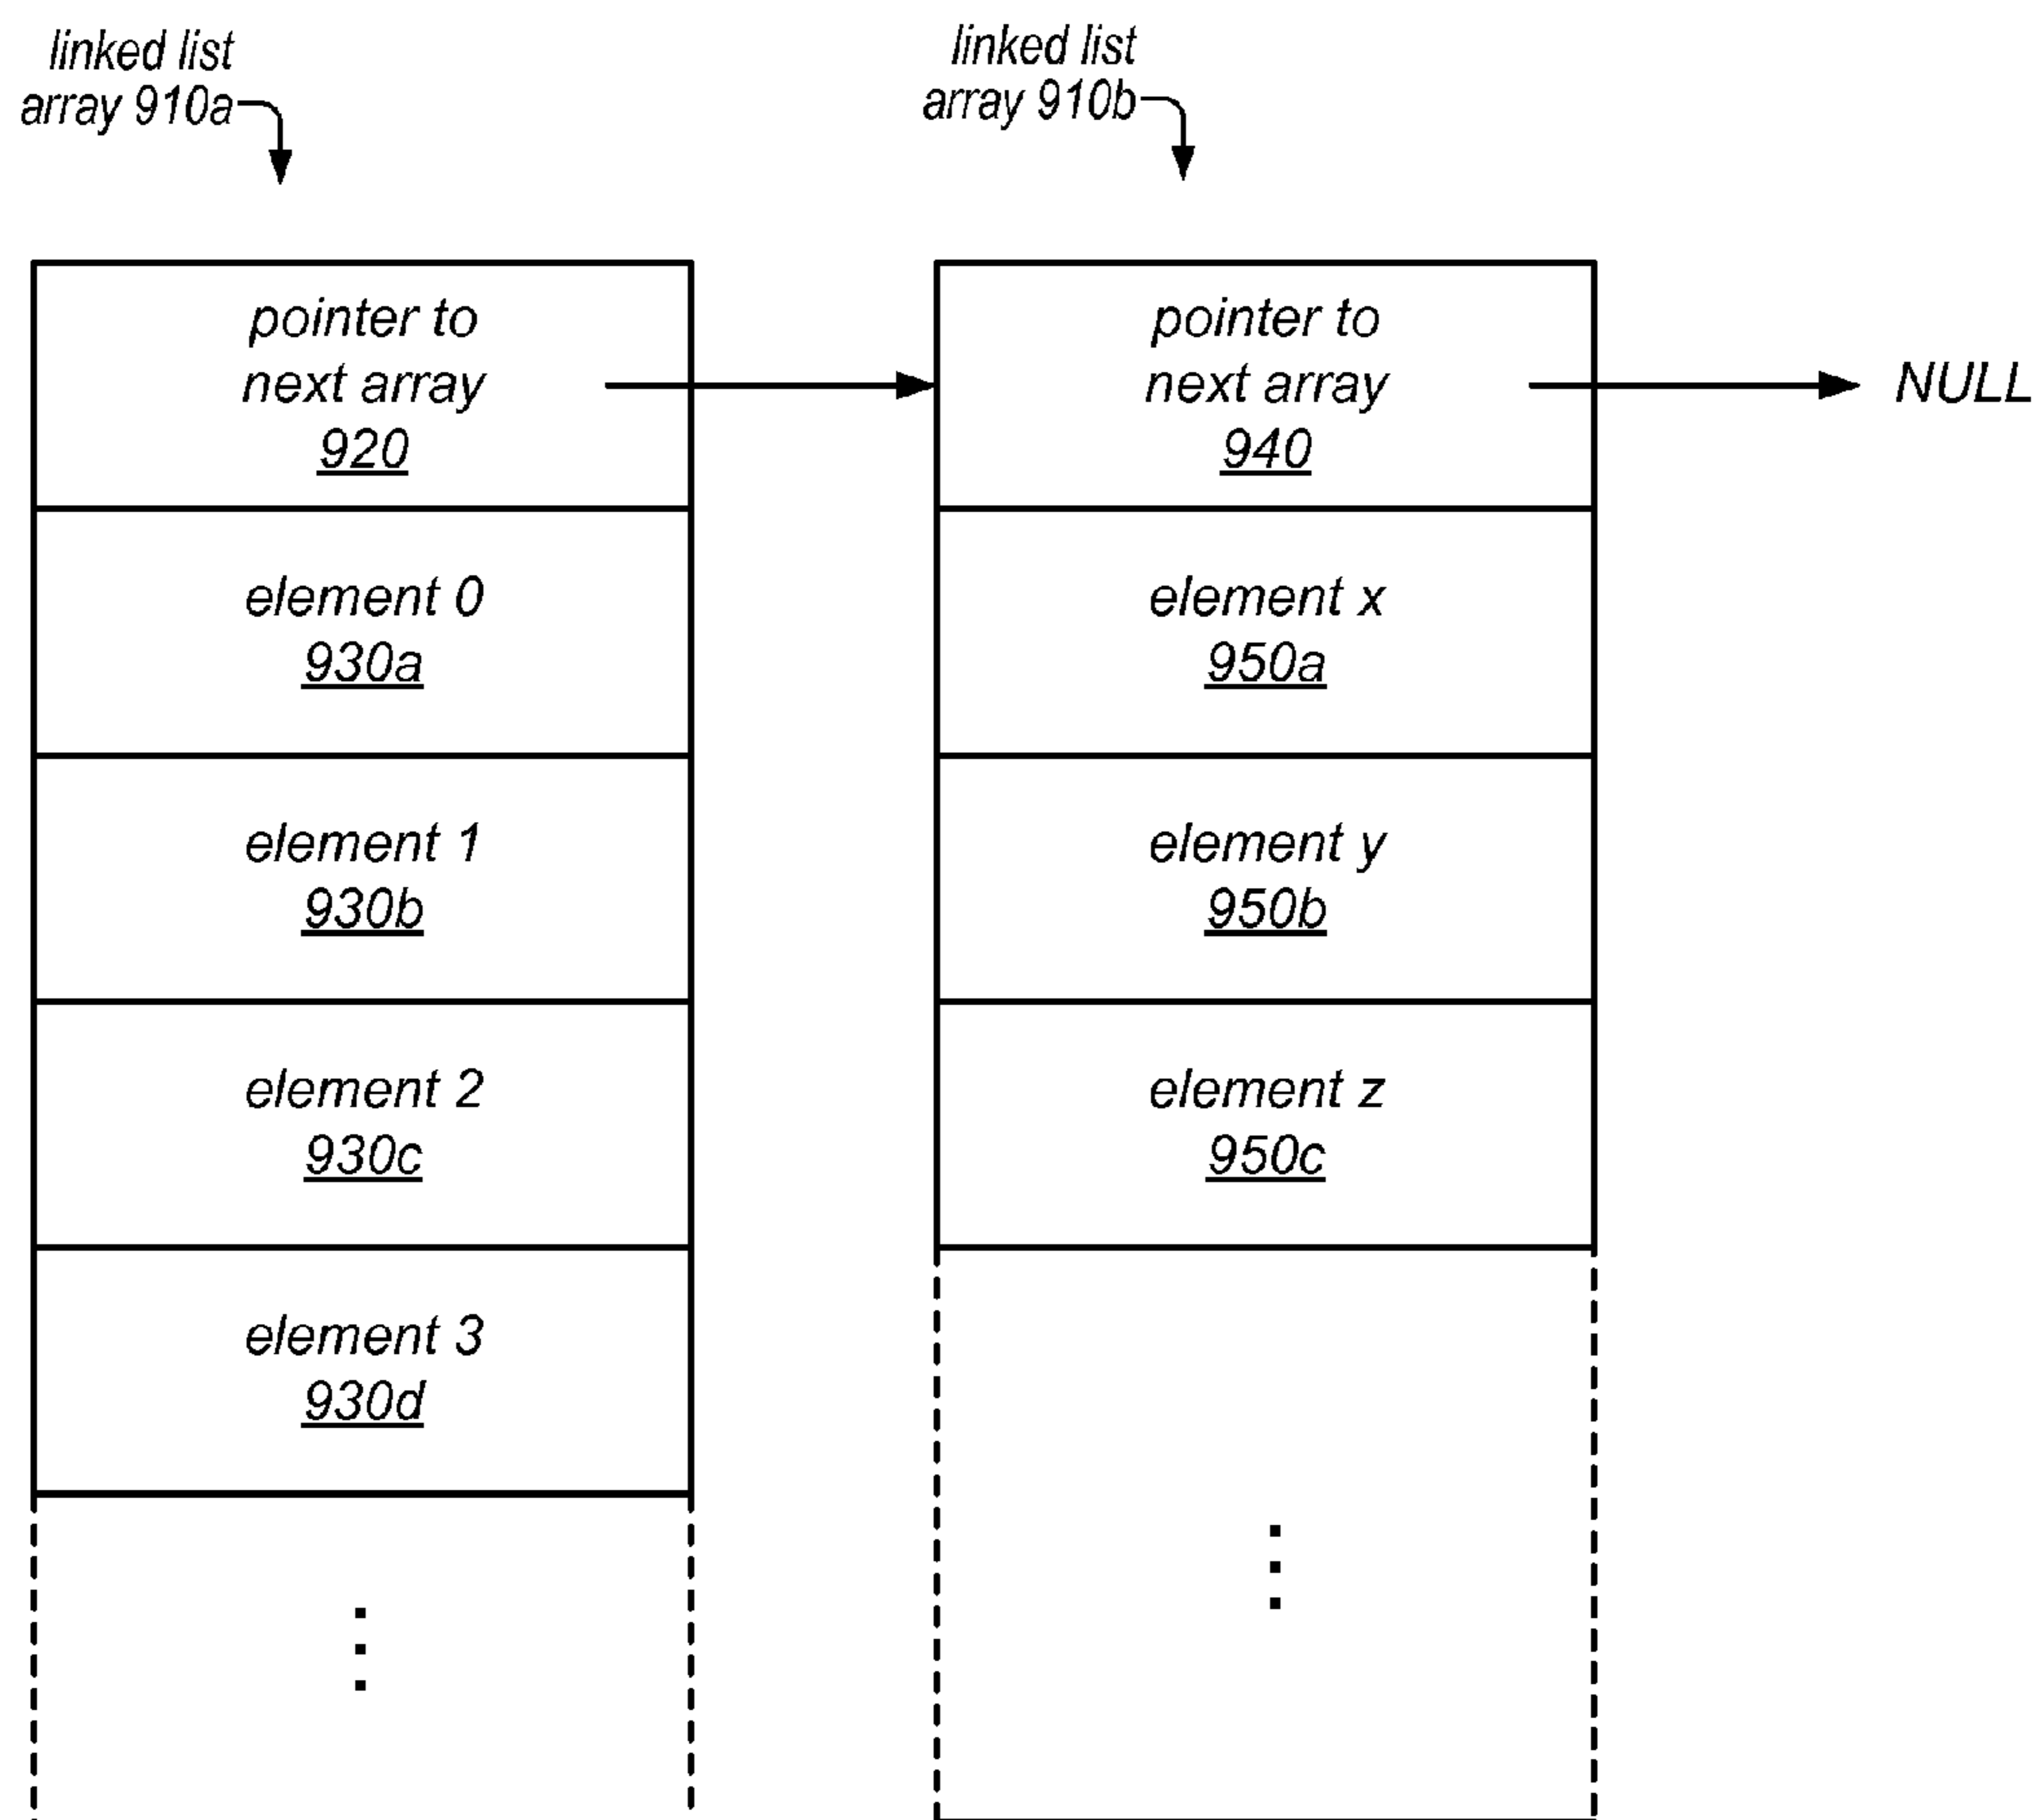 linked list
array 910a
linked list
array 910b
pointer to
next array
920
pointer to
next array
940
NULL
element 0
930a
element x
950a
element 1
930b
element y
950b
element 2
930c
element z
950c
element 3
930d